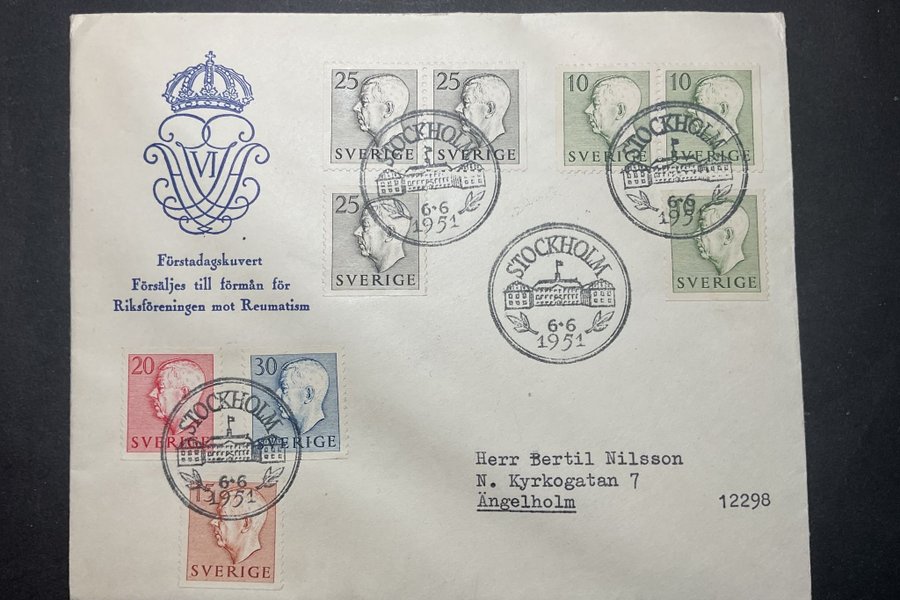 VI
Förstadagskuvert
Försäljes till förmån för
Riksföreningen mot Reumatism
25
SVERIGE
25
SVERIGE
25
SVERIGE
STOCKHOLM
6·6
1951
10
SVERIGE
10
SVERIGE
SVERIGE
STOCKHOLM
6·6
1951
STOCKHOLM
6·6
1951
20
SVERIGE
30
SVERIGE
15
SVERIGE
STOCKHOLM
6·6
1951
Herr Bertil Nilsson
N. Kyrkogatan 7
Ängelholm
12298